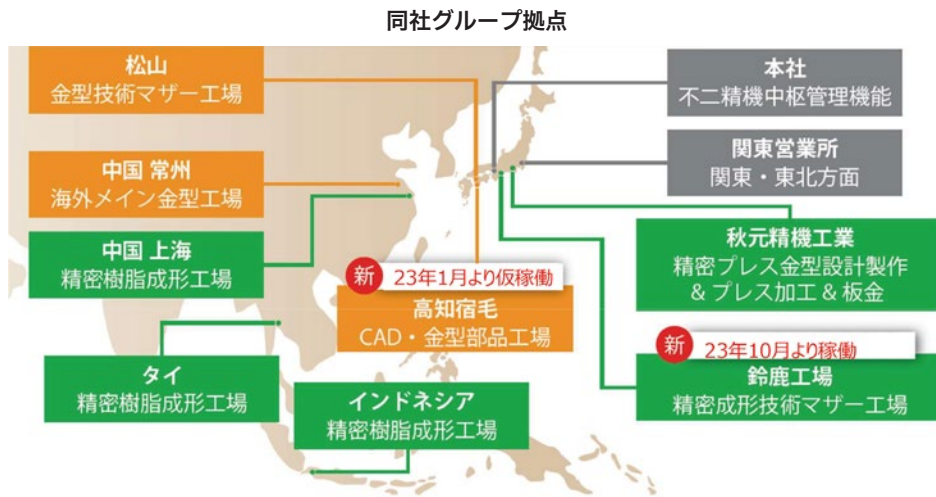 同社グループ拠点
松山
金型技術マザー工場
中国 常州
海外メイン金型工場
中国 上海
精密樹脂成形工場
タイ
精密樹脂成形工場
インドネシア
精密樹脂成形工場
新 23年1月より仮稼働
高知宿毛
CAD・金型部品工場
本社
不二精機中枢管理機能
関東営業所
関東・東北方面
秋元精機工業
精密プレス金型設計製作
&プレス加工&板金
新 23年10月より稼働
鈴鹿工場
精密成形技術マザー工場